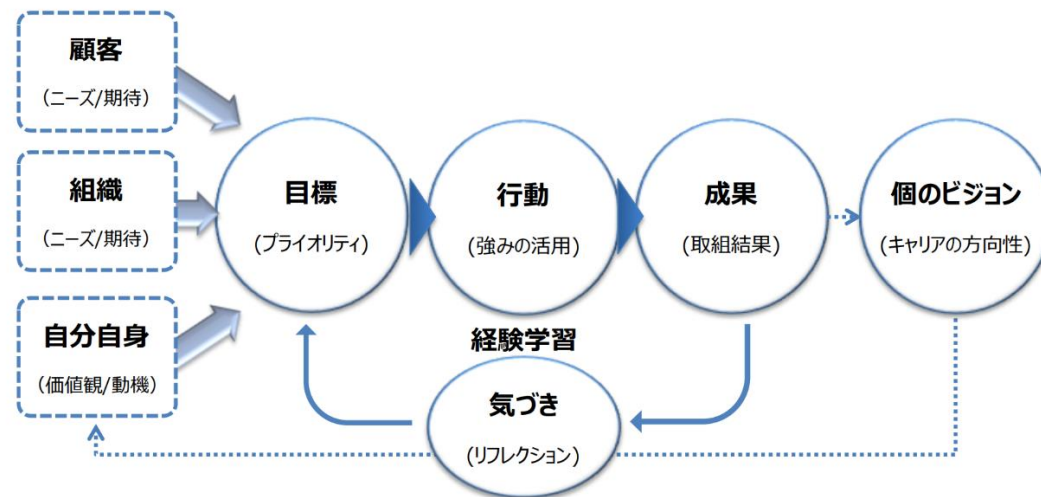 顧客
(ニーズ/期待)
組織
(ニーズ/期待)
自分自身
(価値観/動機)
目標
(プライオリティ)
行動
(強みの活用)
成果
(取組結果)
個のビジョン
(キャリアの方向性)
経験学習
気づき
(リフレクション)